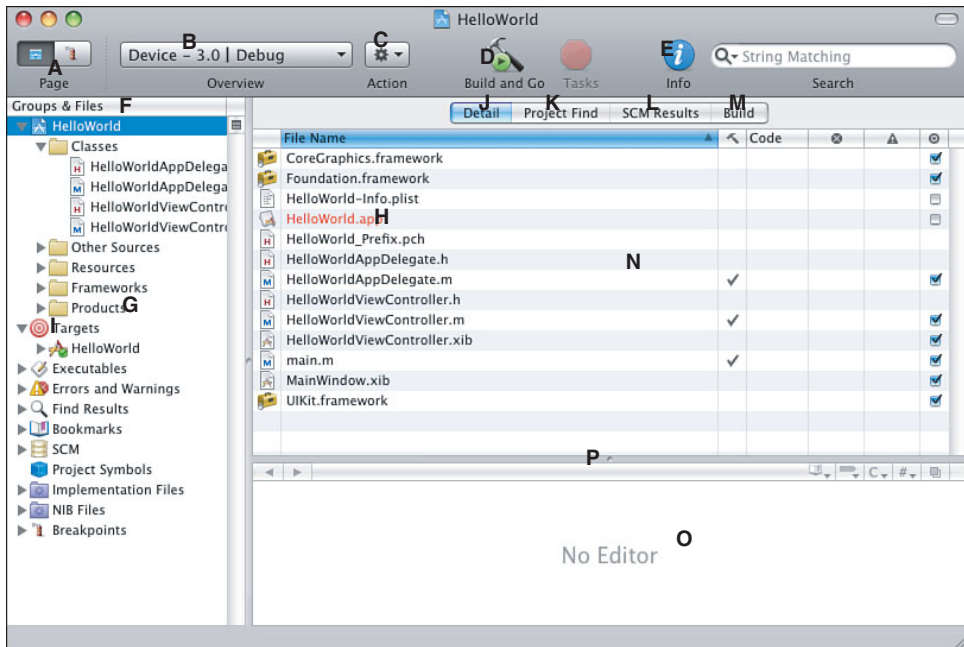 HelloWorld
B
C
D
E
Device - 3.0 | Debug
String Matching
A
Page
Overview
Action
Build and Go
Tasks
Info
Search
Groups & Files
F
J
K
L
M
Detail
Project Find
SCM Results
Build
HelloWorld
File Name
Code
Classes
CoreGraphics.framework
HelloWorldAppDelega
Foundation.framework
HelloWorldAppDelega
HelloWorld-Info.plist
HelloWorldViewContro
HelloWorld.app
H
HelloWorldViewContro
HelloWorld_Prefix.pch
Other Sources
HelloWorldAppDelegate.h
N
Resources
HelloWorldAppDelegate.m
Frameworks
HelloWorldViewController.h
Products
G
HelloWorldViewController.m
I
Targets
HelloWorldViewController.xib
HelloWorld
main.m
Executables
MainWindow.xib
Errors and Warnings
UIKit.framework
Find Results
Bookmarks
SCM
P
Project Symbols
C
#
Implementation Files
NIB Files
Breakpoints
O
No Editor